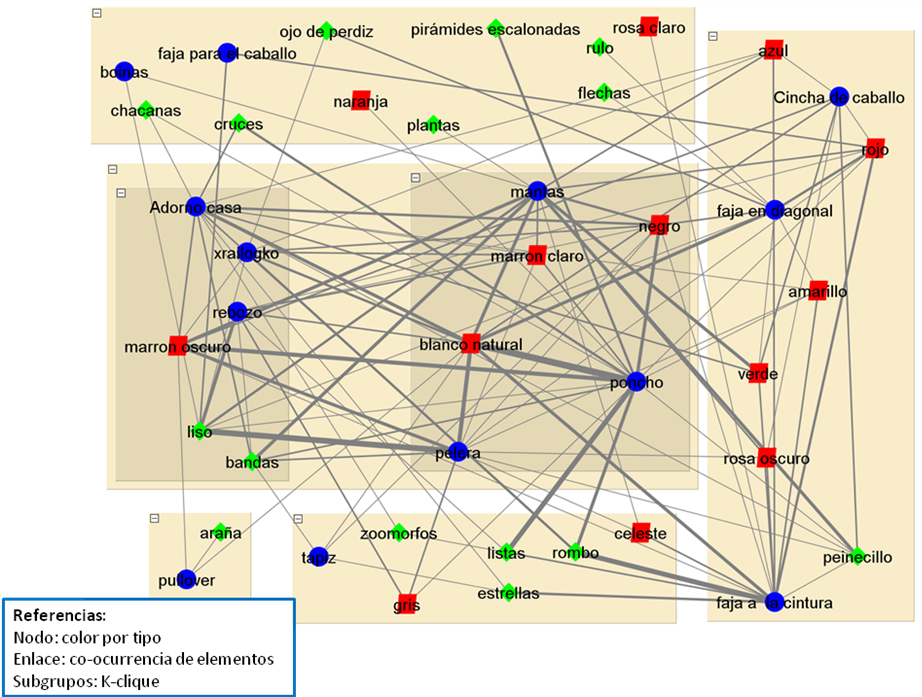 ojo de perdiz
pirámides escalonadas
rosa claro
faja para el caballo
rulo
azul
boinas
flechas
Cincha de caballo
chacanas
naranja
cruces
plantas
rojo
mantas
Adorno casa
faja en diagonal
negro
xrailogko
marron claro
amarillo
rebozo
marron oscuro
blanco natural
verde
poncho
liso
pelera
rosa oscuro
bandas
araña
zoomorfos
celeste
tapiz
listas
rombo
peinecillo
pullover
estrellas
gris
faja a la cintura
Referencias:
Nodo: color por tipo
Enlace: co-ocurrencia de elementos
Subgrupos: K-clique